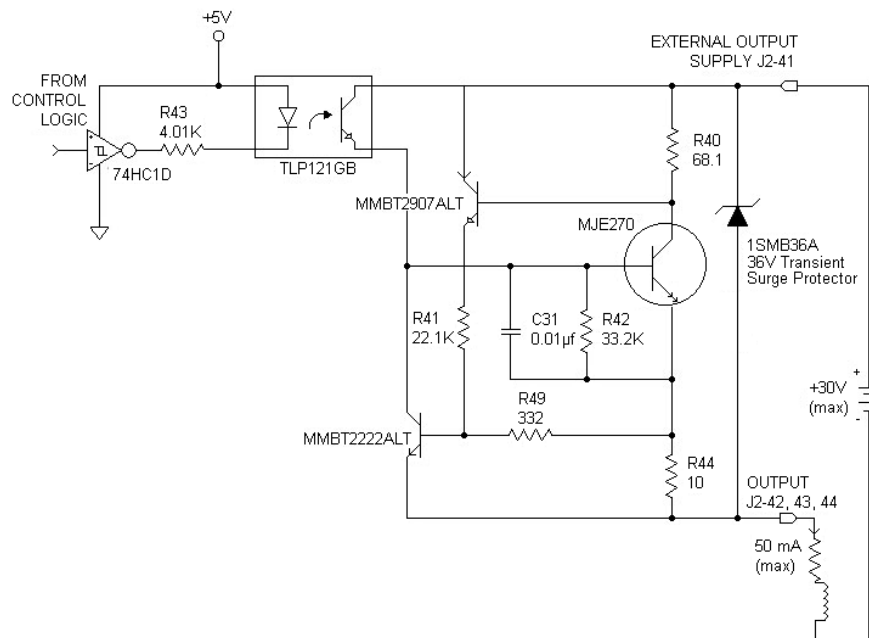 +5V
FROM
CONTROL
LOGIC
R43
4.01K
74HC1D
TLP121GB
EXTERNAL OUTPUT
SUPPLY J2-41
R40
68.1
MMBT2907ALT
MJE270
1SMB36A
36V Transient
Surge Protector
R41
22.1K
C31
0.01µf
R42
33.2K
+
+30V
(max)
-
R49
332
MMBT2222ALT
R44
10
OUTPUT
J2-42, 43, 44
50 mA
(max)